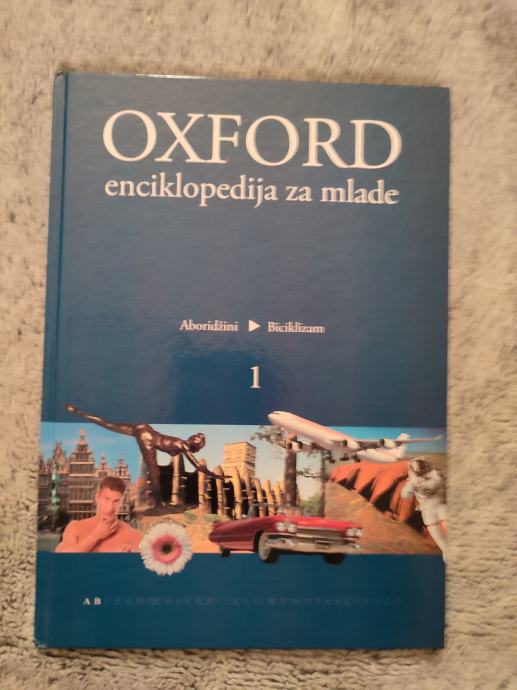 OXFORD
enciklopedija za mlade
Aboridžini ▶ Biciklizam
1
A B